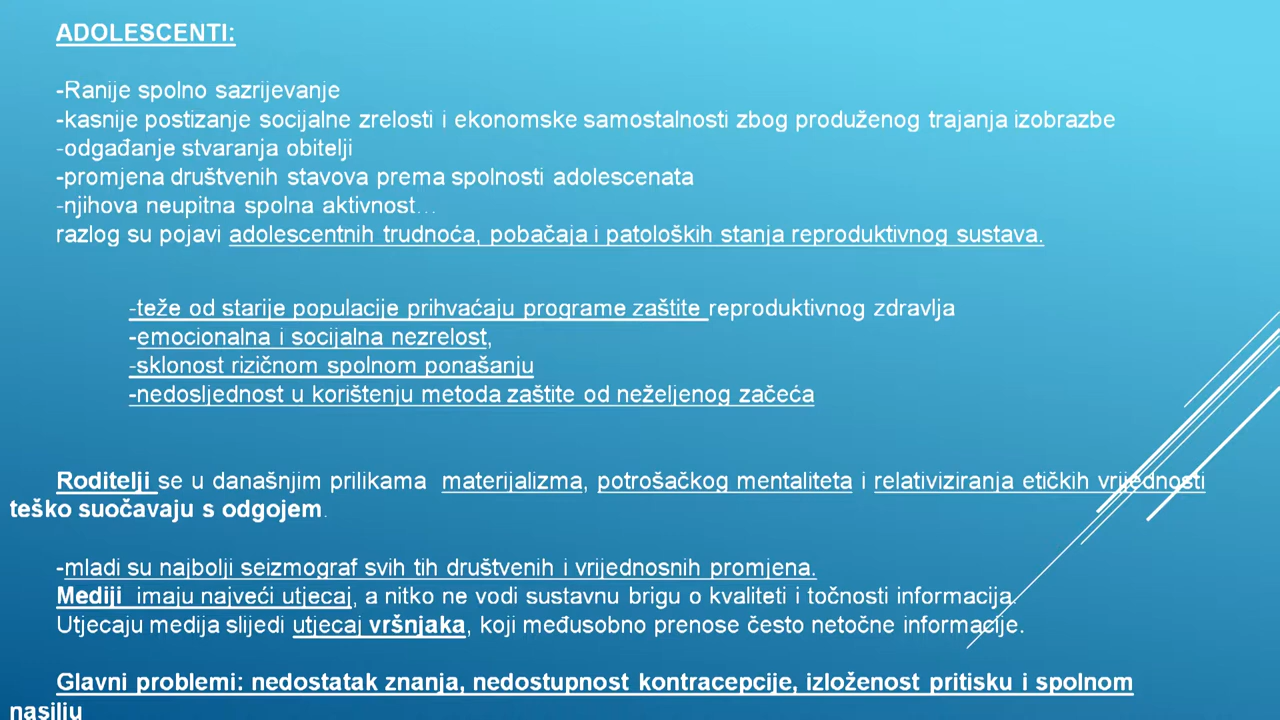 ADOLESCENTI:
-Ranije spolno sazrijevanje
-kasnije postizanje socijalne zrelosti i ekonomske samostalnosti zbog produženog trajanja izobrazbe
-odgađanje stvaranja obitelji
-promjena društvenih stavova prema spolnosti adolescenata
-njihova neupitna spolna aktivnost…
razlog su pojavi adolescentnih trudnoća, pobačaja i patoloških stanja reproduktivnog sustava.
-teže od starije populacije prihvaćaju programe zaštite reproduktivnog zdravlja
-emocionalna i socijalna nezrelost,
-sklonost rizičnom spolnom ponašanju
-nedosljednost u korištenju metoda zaštite od neželjenog začeća
Roditelji se u današnjim prilikama materijalizma, potrošačkog mentaliteta i relativiziranja etičkih vrijednosti
teško suočavaju s odgojem.
-mladi su najbolji seizmograf svih tih društvenih i vrijednosnih promjena.
Mediji imaju najveći utjecaj, a nitko ne vodi sustavnu brigu o kvaliteti i točnosti informacija.
Utjecaju medija slijedi utjecaj vršnjaka, koji međusobno prenose često netočne informacije.
Glavni problemi: nedostatak znanja, nedostupnost kontracepcije, izloženost pritisku i spolnom
nasilju